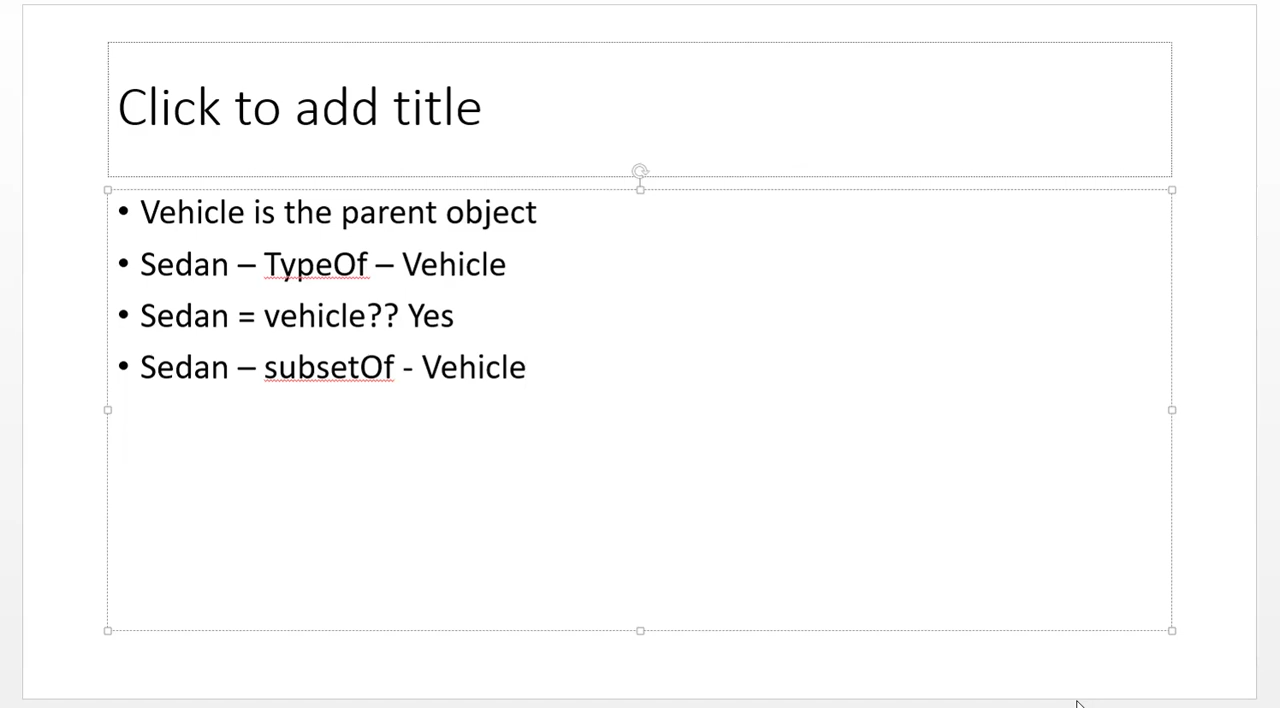 Click to add title
• Vehicle is the parent object
• Sedan – TypeOf – Vehicle
• Sedan = vehicle?? Yes
• Sedan – subsetOf - Vehicle